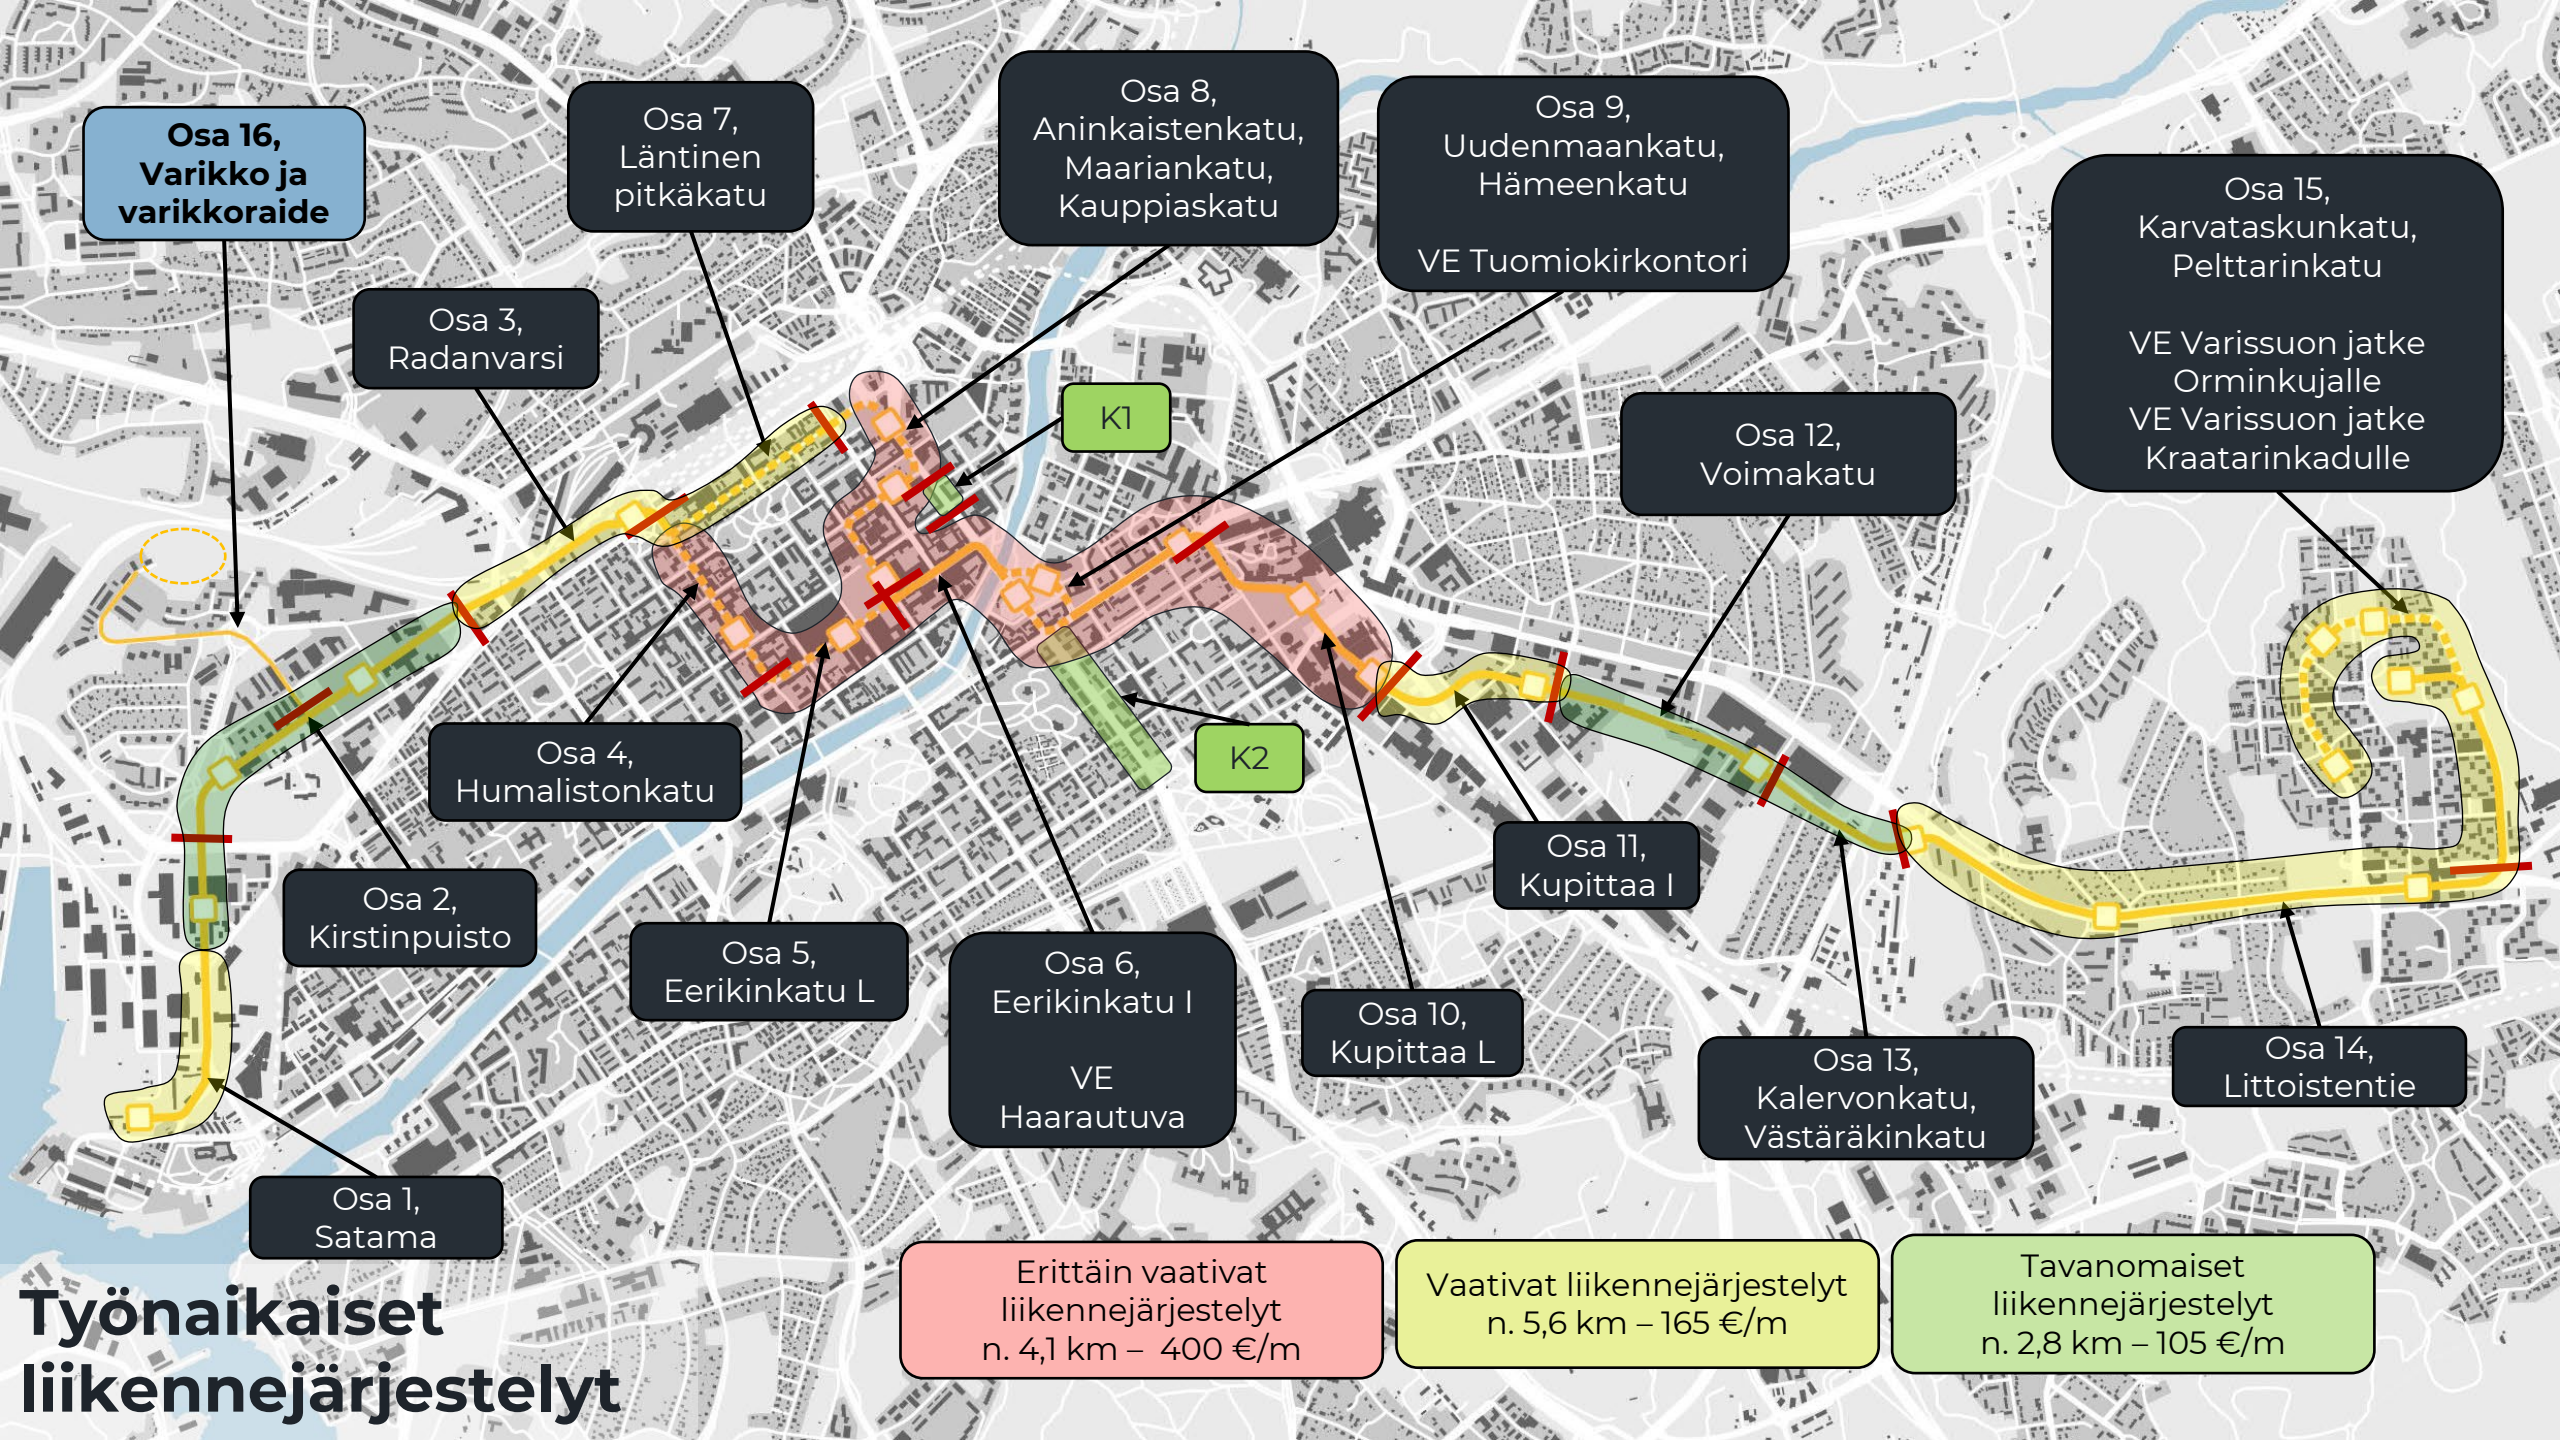 Osa 16,
Varikko ja
varikkoraide
Osa 7,
Läntinen
pitkäkatu
Osa 8,
Aninkaistenkatu,
Maariankatu,
Kauppiaskatu
Osa 9,
Uudenmaankatu,
Hämeenkatu
VE Tuomiokirkontori
Osa 15,
Karvataskunkatu,
Pelttarinkatu
VE Varissuon jatke
Orminkujalle
VE Varissuon jatke
Kraatarinkadulle
Osa 3,
Radanvarsi
K1
Osa 12,
Voimakatu
Osa 4,
Humalistonkatu
K2
Osa 2,
Kirstinpuisto
Osa 5,
Eerikinkatu L
Osa 6,
Eerikinkatu I
VE
Haarautuva
Osa 10,
Kupittaa L
Osa 11,
Kupittaa I
Osa 13,
Kalervonkatu,
Västäräkinkatu
Osa 14,
Littoistentie
Osa 1,
Satama
Työnaikaiset
liikennejärjestelyt
Erittäin vaativat
liikennejärjestelyt
n. 4,1 km –  400 €/m
Vaativat liikennejärjestelyt
n. 5,6 km – 165 €/m
Tavanomaiset
liikennejärjestelyt
n. 2,8 km – 105 €/m